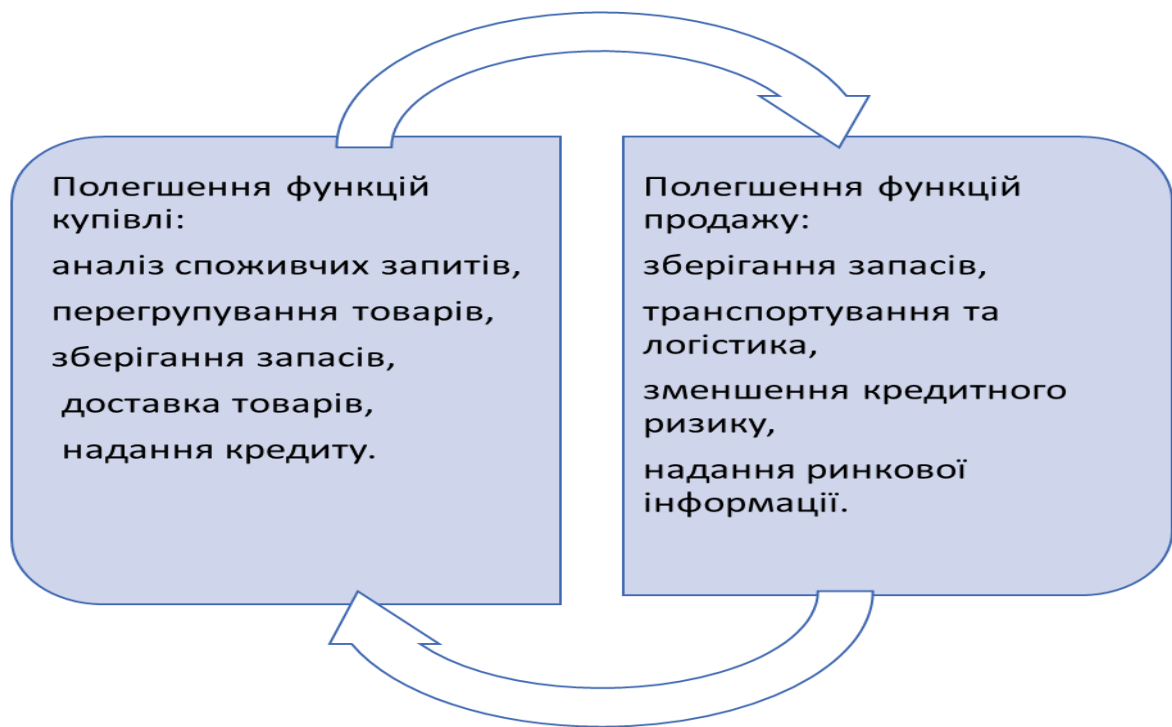 Полегшення функцій
купівлі:
аналіз споживчих запитів,
перегрупування товарів,
зберігання запасів,
доставка товарів,
надання кредиту.
Полегшення функцій
продажу:
зберігання запасів,
транспортування та
логістика,
зменшення кредитного
ризику,
надання ринкової
інформації.